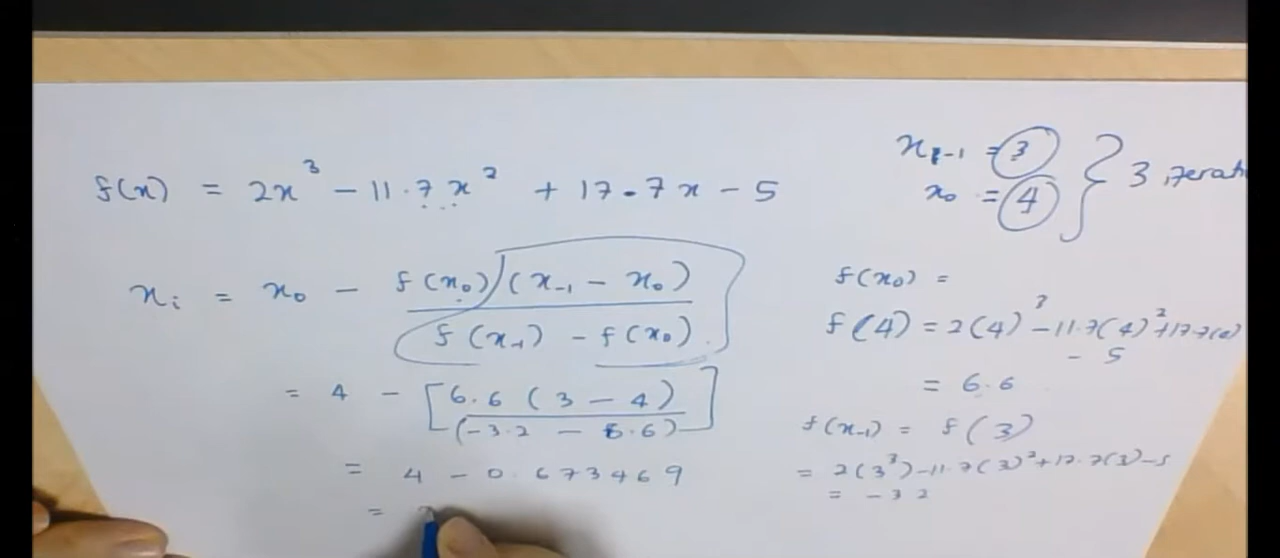 f(x) = 2x³ - 11.7x² + 17.7x - 5
x₋₁ = 3
x₀ = 4 } 3
xᵢ = x₀ - f(x₀)(x₋₁ - x₀) / f(x₋₁) - f(x₀)
= 4 - [6.6 (3 - 4) / (-3.2 - 6.6)]
= 4 - 0.673469
=
f(x₀) =
f(4) = 2(4)³ - 11.7(4)² + 17.7(4)
- 5
= 6.6
f(x₋₁) = f(3)
= 2(3³) - 11.7(3)² + 17.7(3) - 5
= -3.2